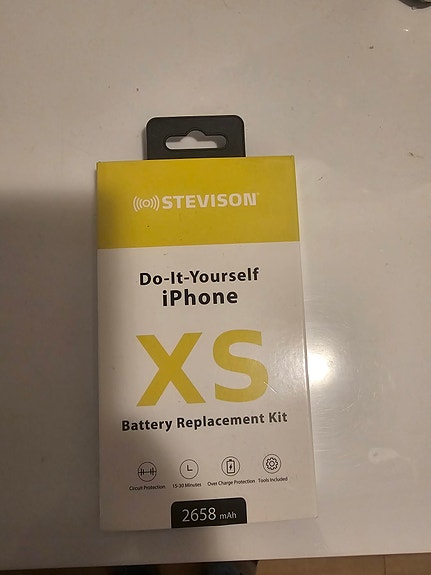 STEVISON
Do-It-Yourself
iPhone
XS
Battery Replacement Kit
Circuit Protection 15-30 Minutes Over Charge Protection Tools Included
2658 mAh